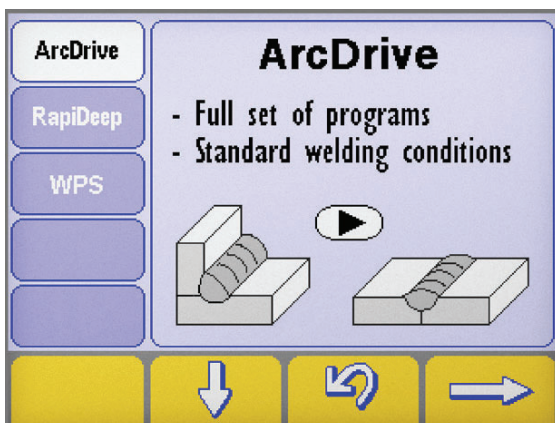 ArcDrive
RapiDeep
WPS
ArcDrive
- Full set of programs
- Standard welding conditions